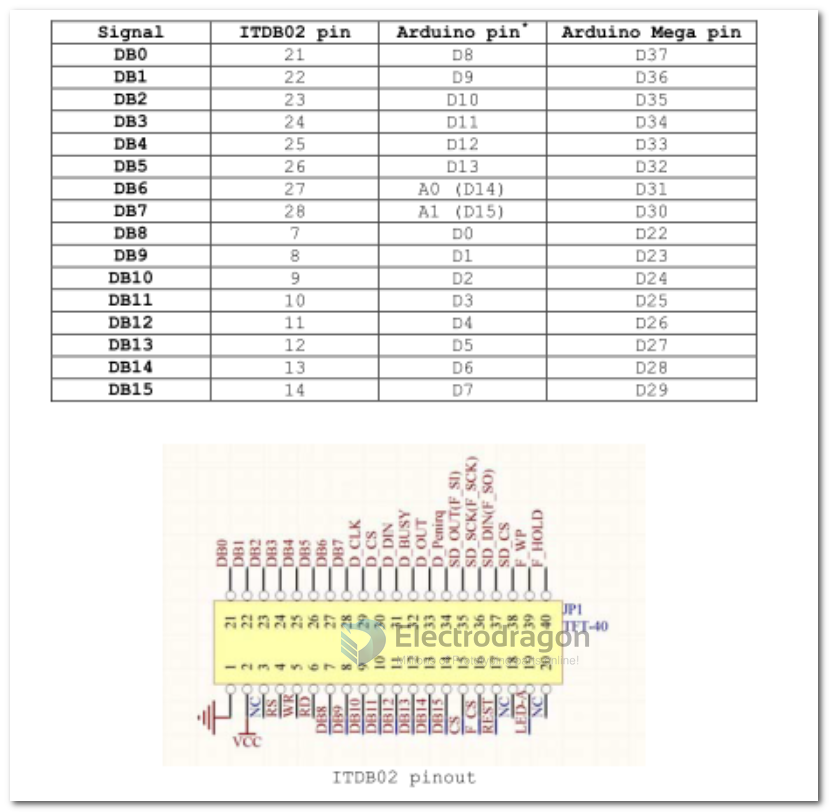 Signal ITDB02 pin Arduino pin* Arduino Mega pin
DB0 21 D8 D37
DB1 22 D9 D36
DB2 23 D10 D35
DB3 24 D11 D34
DB4 25 D12 D33
DB5 26 D13 D32
DB6 27 A0 (D14) D31
DB7 28 A1 (D15) D30
DB8 7 D0 D22
DB9 8 D1 D23
DB10 9 D2 D24
DB11 10 D3 D25
DB12 11 D4 D26
DB13 12 D5 D27
DB14 13 D6 D28
DB15 14 D7 D29
DB0 DB1 DB2 DB3 DB4 DB5 DB6 DB7 D_CLK D_CS D_DIN D_BUSY D_OUT D_Penirq SD_OUT(F_SI) SD_SCK(F_SCK) SD_DIN(F_SO) SD_CS F_WP F_HOLD
21 22 23 24 25 26 27 28 29 30 31 32 33 34 35 36 37 38 39 40
JP1
TFT-40
Electrodragon
1 2 3 4 5 6 7 8 9 10 11 12 13 14 15 16 17 18 19 20
VCC NC RS WR RD DB8 DB9 DB10 DB11 DB12 DB13 DB14 DB15 CS F_CS REST NC LED-A NC
ITDB02 pinout